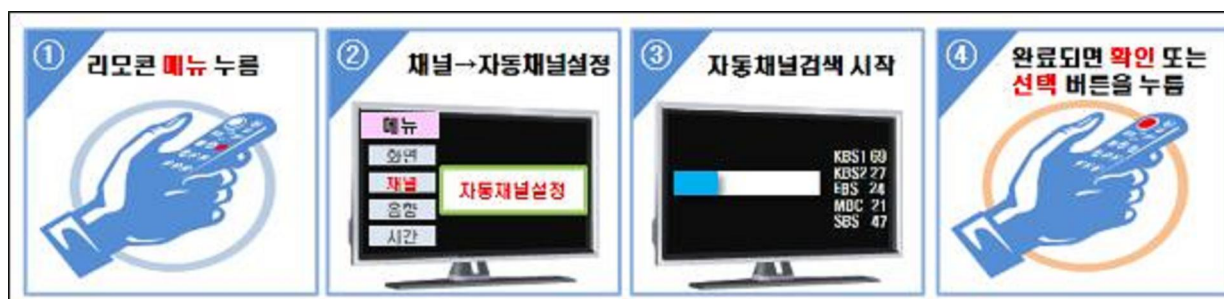 ① 리모콘 메뉴 누름
② 채널→자동채널설정
메뉴
화면
채널
음향
시간
자동채널설정
③ 자동채널검색 시작
KBS1 69
KBS2 27
EBS 24
MBC 21
SBS 47
④ 완료되면 확인 또는
선택 버튼을 누름